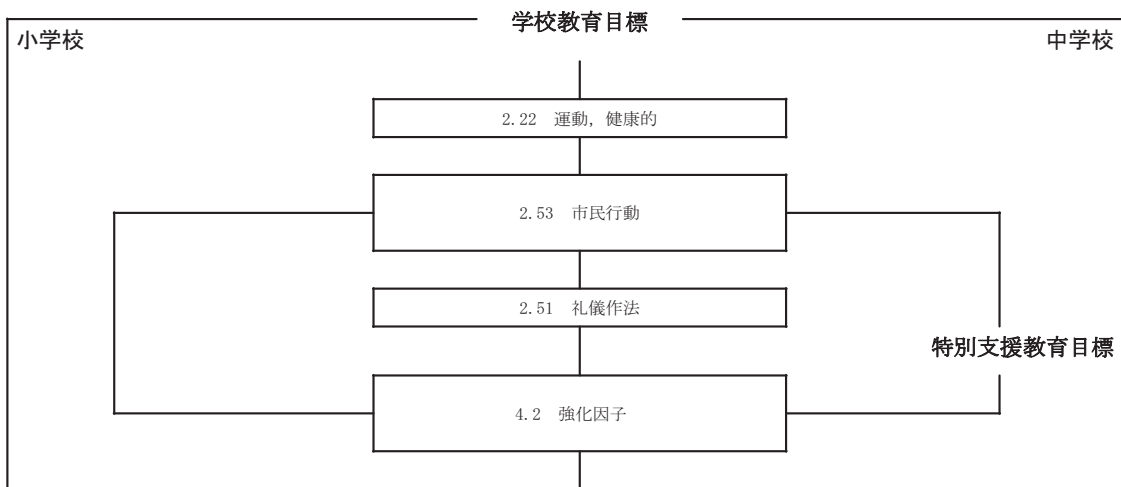 学校教育目標
小学校
中学校
2.22 運動, 健康的
2.53 市民行動
2.51 礼儀作法
特別支援教育目標
4.2 強化因子